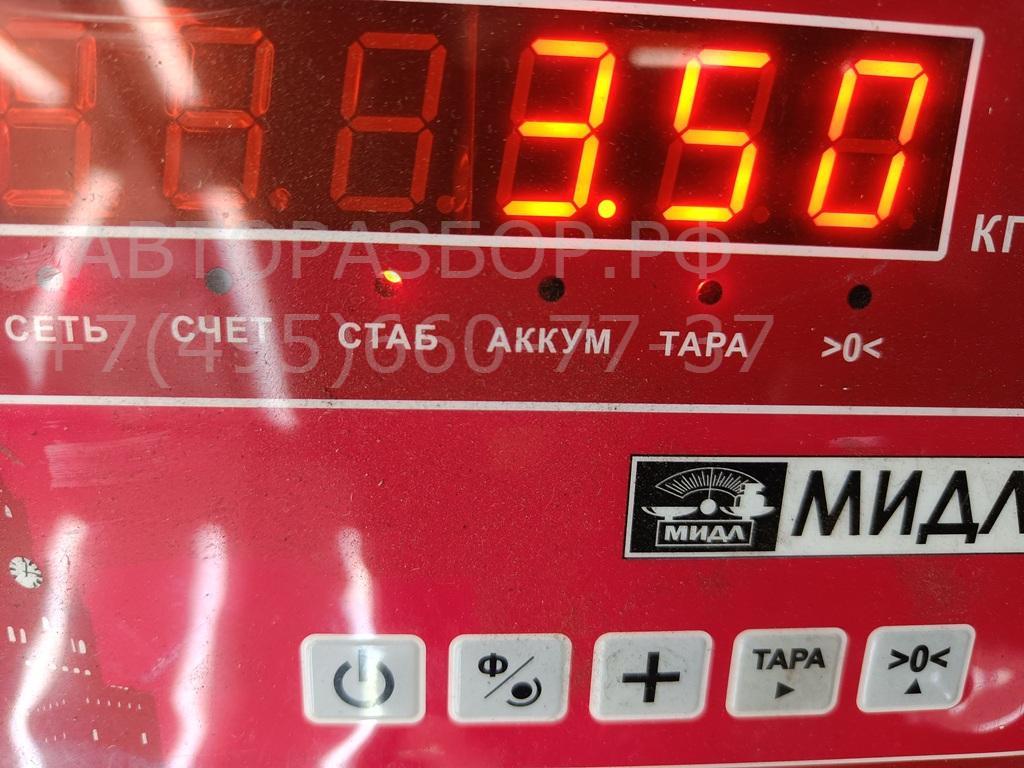 3.50
КГ
АВТОРАЗБОР.РФ
СЕТЬ СЧЕТ СТАБ АККУМ ТАРА >0<
+7(495)660-77-37
МИДЛ МИДЛ
Ф ТАРА >0<